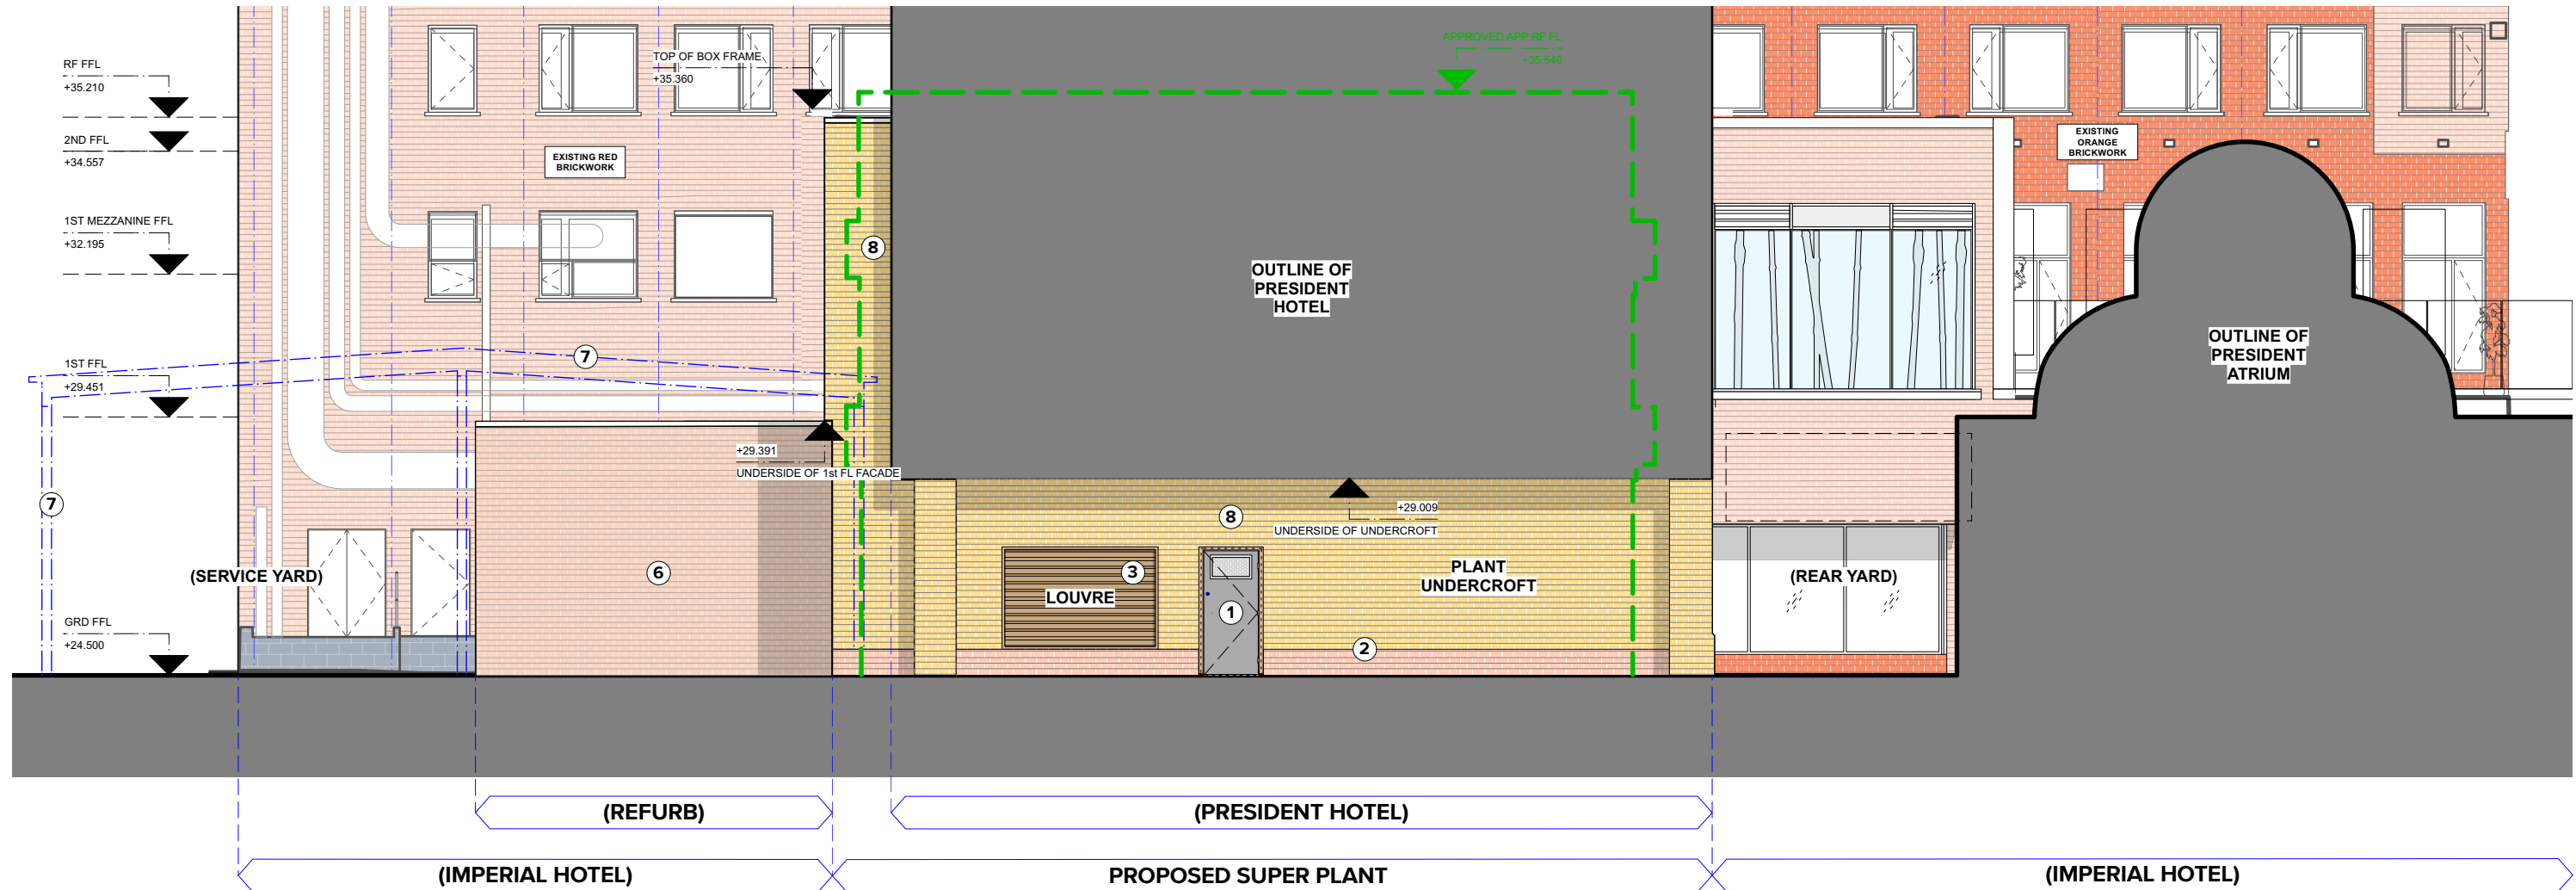 RF FFL
+35.210
2ND FFL
+34.557
1ST MEZZANINE FFL
+32.195
1ST FFL
+29.451
GRD FFL
+24.500
TOP OF BOX FRAME
+35.360
EXISTING RED
BRICKWORK
APPROVED APP RF FL
+35.540
EXISTING
ORANGE
BRICKWORK
8
7
7
OUTLINE OF
PRESIDENT
HOTEL
OUTLINE OF
PRESIDENT
ATRIUM
+29.391
UNDERSIDE OF 1st FL FACADE
+29.009
UNDERSIDE OF UNDERCROFT
8
(SERVICE YARD)
6
LOUVRE
3
1
PLANT
UNDERCROFT
2
(REAR YARD)
(REFURB)
(PRESIDENT HOTEL)
(IMPERIAL HOTEL)
PROPOSED SUPER PLANT
(IMPERIAL HOTEL)